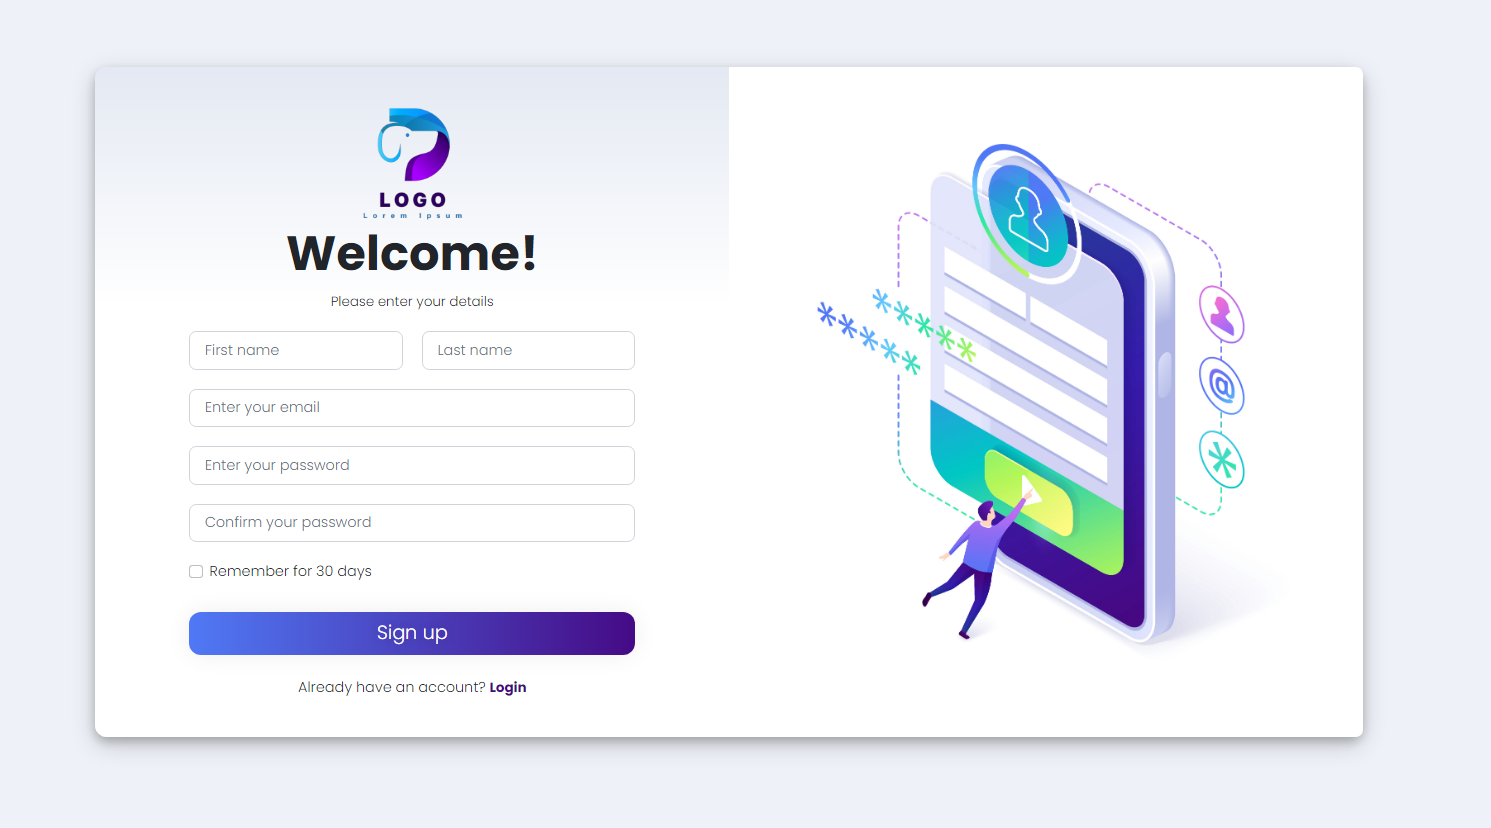 LOGO
Lorem Ipsum
Welcome!
Please enter your details
First name
Last name
Enter your email
Enter your password
Confirm your password
Remember for 30 days
Sign up
Already have an account? Login
*****
*****
@
*